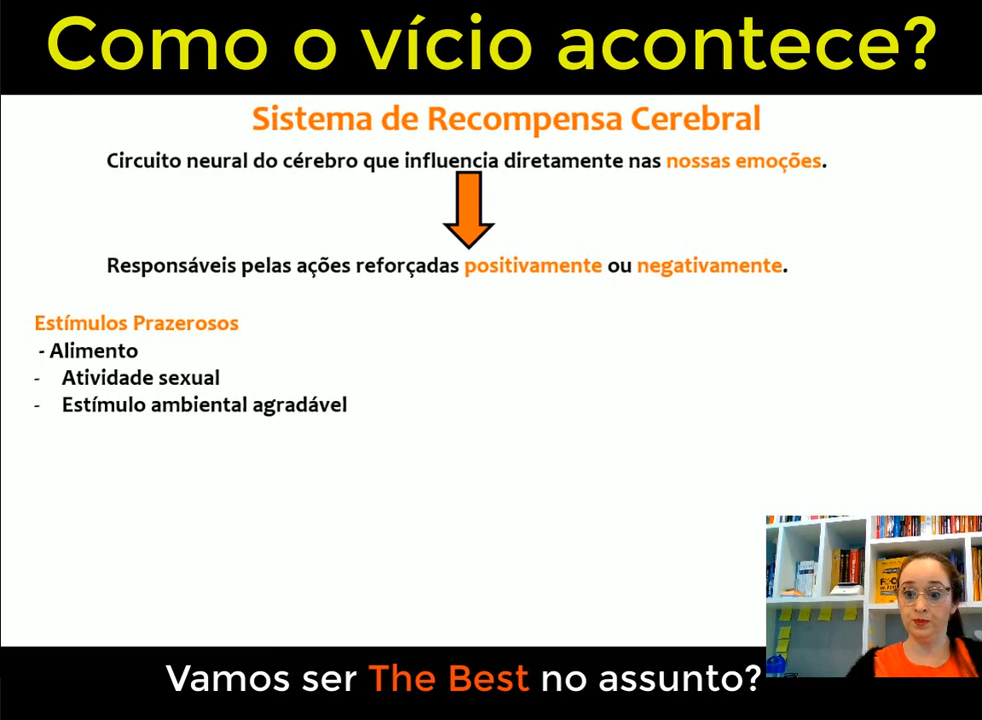 Como o vício acontece?
Sistema de Recompensa Cerebral
Circuito neural do cérebro que influencia diretamente nas nossas emoções.
Responsáveis pelas ações reforçadas positivamente ou negativamente.
Estímulos Prazerosos
- Alimento
- Atividade sexual
- Estímulo ambiental agradável
Vamos ser The Best no assunto?